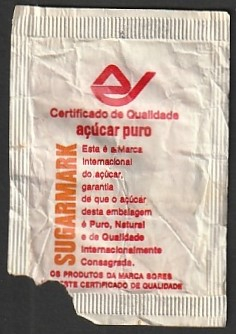 Certificado de Qualidade
açúcar puro
SUGARMARK
Esta é a Marca
Internacional
do açúcar,
garantia
de que o açúcar
desta embalagem
é Puro, Natural
e de Qualidade
Internacionalmente
Consagrada.
OS PRODUTOS DA MARCA SORES
ESTE CERTIFICADO DE QUALIDADE